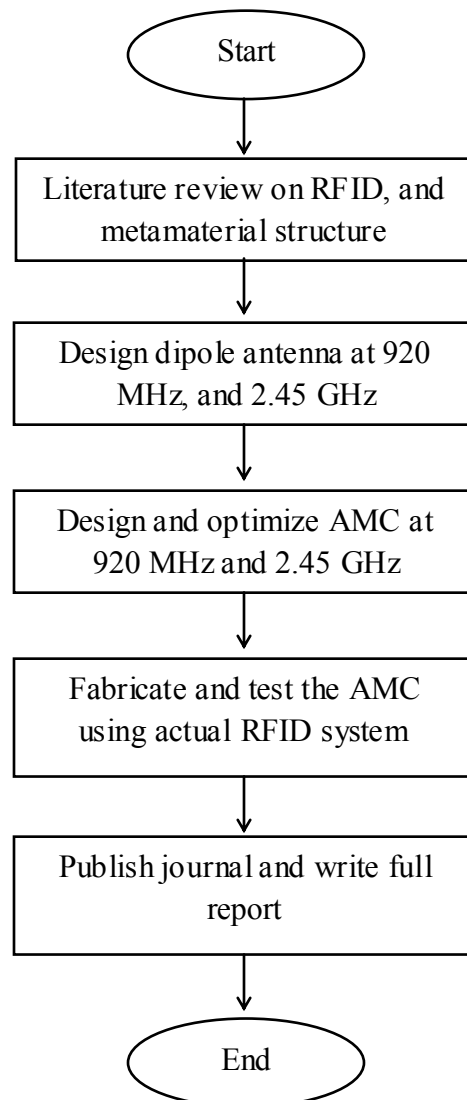 Start
Literature review on RFID, and
metamaterial structure
Design dipole antenna at 920
MHz, and 2.45 GHz
Design and optimize AMC at
920 MHz and 2.45 GHz
Fabricate and test the AMC
using actual RFID system
Publish journal and write full
report
End